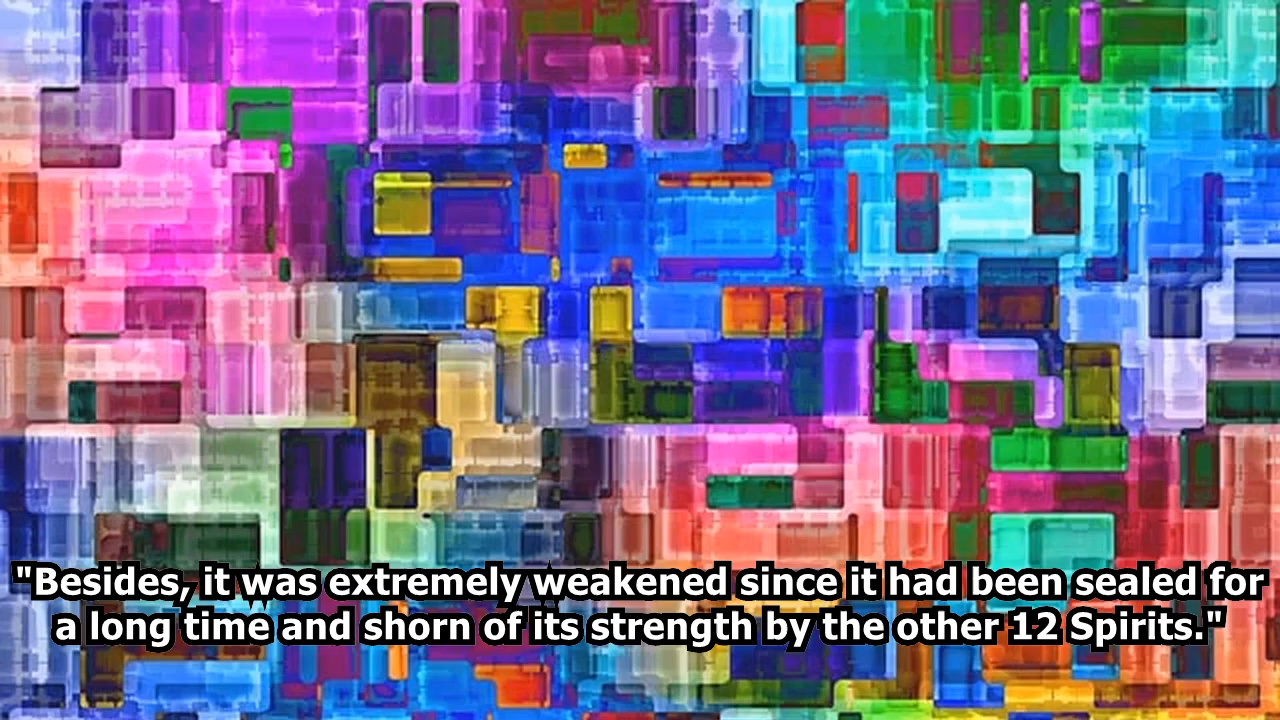 "Besides, it was extremely weakened since it had been sealed for
a long time and shorn of its strength by the other 12 Spirits."